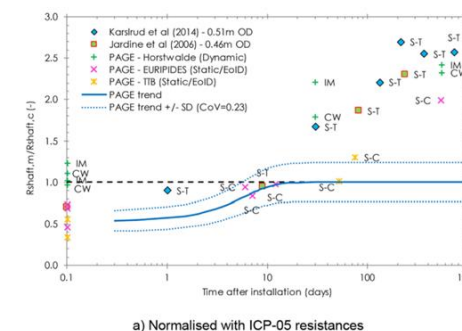 3.0
Karslrud et al (2014) - 0.51m OD
Jardine et al (2006) - 0.46m OD
PAGE - Horstwalde (Dynamic)
PAGE - EURIPIDES (Static/EoID)
PAGE - TTB (Static/EoID)
PAGE trend
PAGE trend +/- SD (CoV=0.23)
S-T
S-T
S-T
IM
CW
S-T
S-T
IM
S-T
S-C
CW
S-T
2.5
2.0
1.5
1.0
0.5
0.0
Rshaft,m/Rshaft,c (-)
IM
CW
IM
CW
S-T
S-C
S-T
S-C
S-C
S-C
S-C
0.1
1
10
100
Time after installation (days)
a) Normalised with ICP-05 resistances